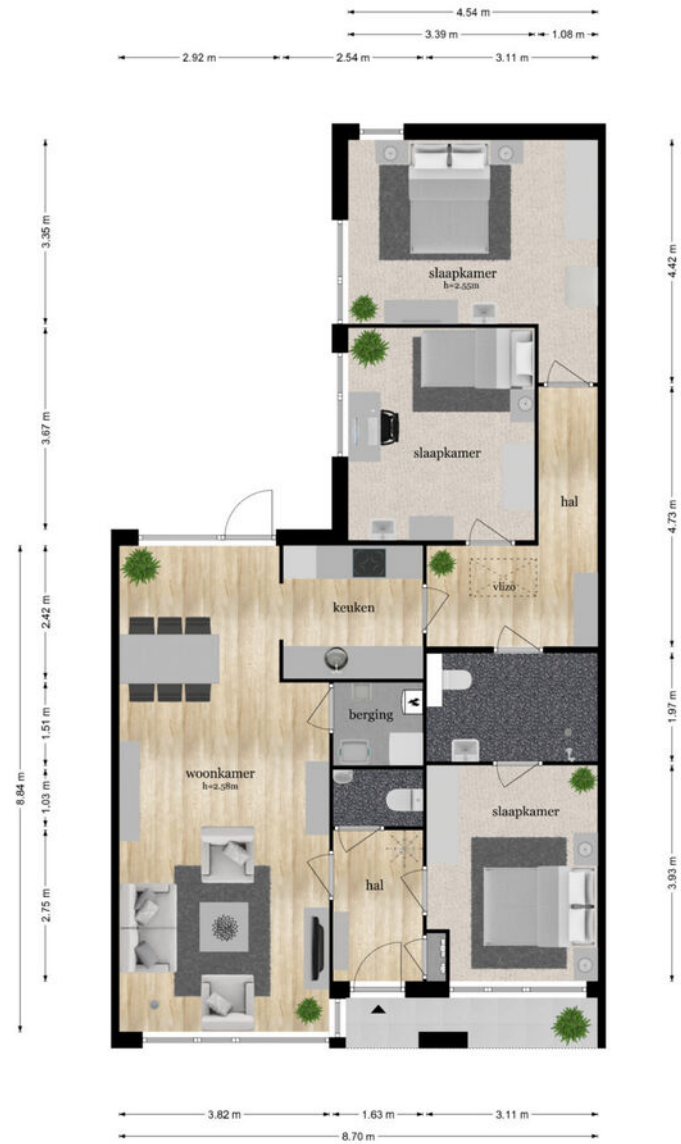 4.54 m
3.39 m
1.08 m
2.92 m
2.54 m
3.11 m
3.35 m
4.42 m
slaapkamer
h=2.55m
3.67 m
slaapkamer
hal
4.73 m
vlizo
2.42 m
keuken
1.51 m
berging
1.97 m
8.84 m
1.03 m
woonkamer
h=2.58m
slaapkamer
2.75 m
hal
3.93 m
3.82 m
1.63 m
3.11 m
8.70 m